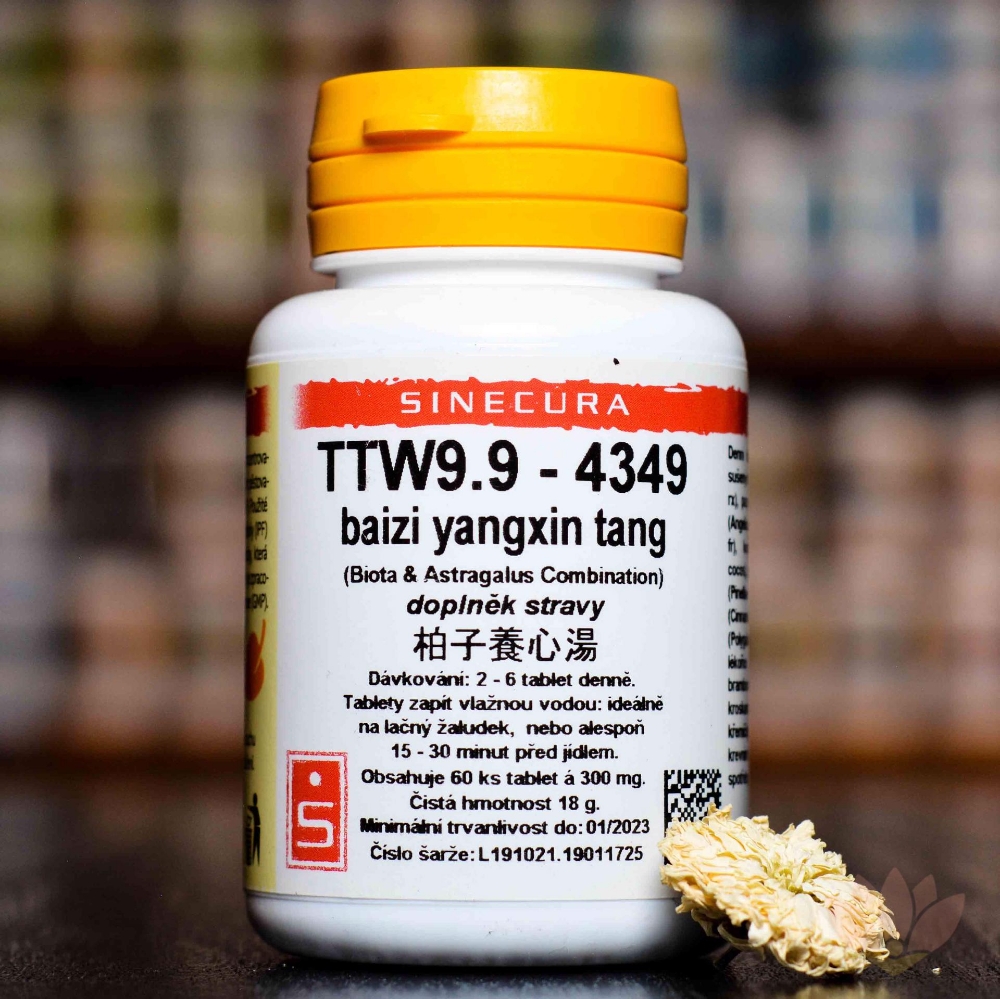 SINECURA
TTW9.9 - 4349
baizi yangxin tang
(Biota & Astragalus Combination)
doplněk stravy
柏子養心湯
Dávkování: 2 - 6 tablet denně.
Tablety zapít vlažnou vodou: ideálně
na lačný žaludek, nebo alespoň
15 - 30 minut před jídlem.
Obsahuje 60 ks tablet á 300 mg.
Čistá hmotnost 18 g.
Minimální trvanlivost do: 01/2023
Číslo šarže: L191021.19011725
S